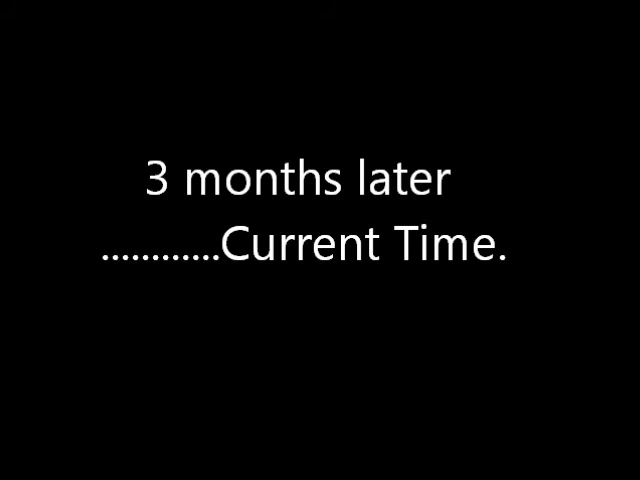 3 months later
............Current Time.